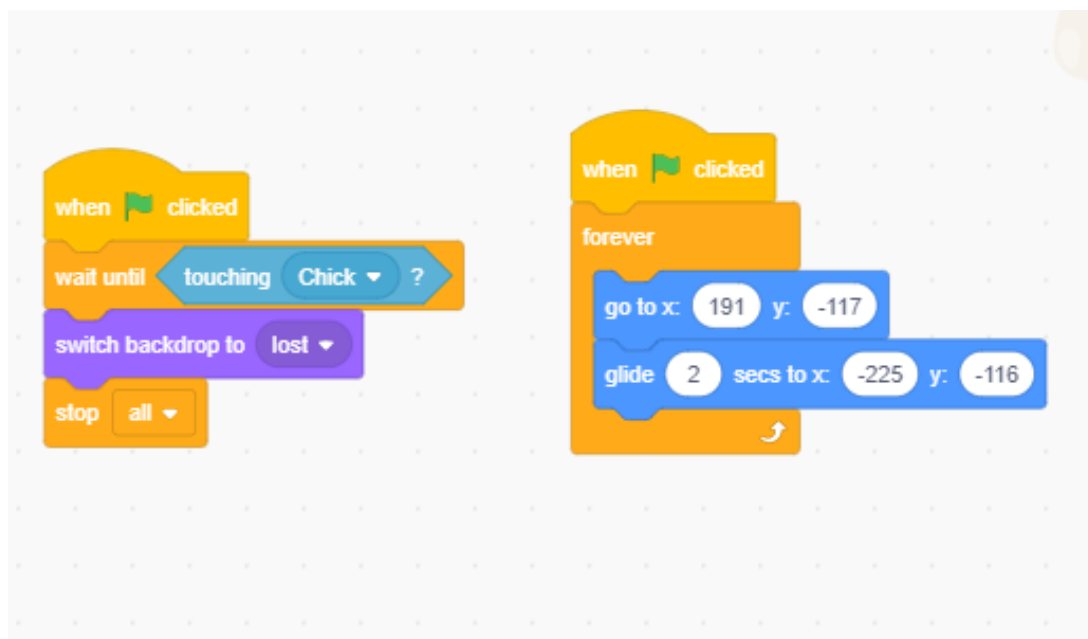 when clicked
wait until touching Chick ?
switch backdrop to lost
stop all
when clicked
forever
go to x: 191 y: -117
glide 2 secs to x: -225 y: -116